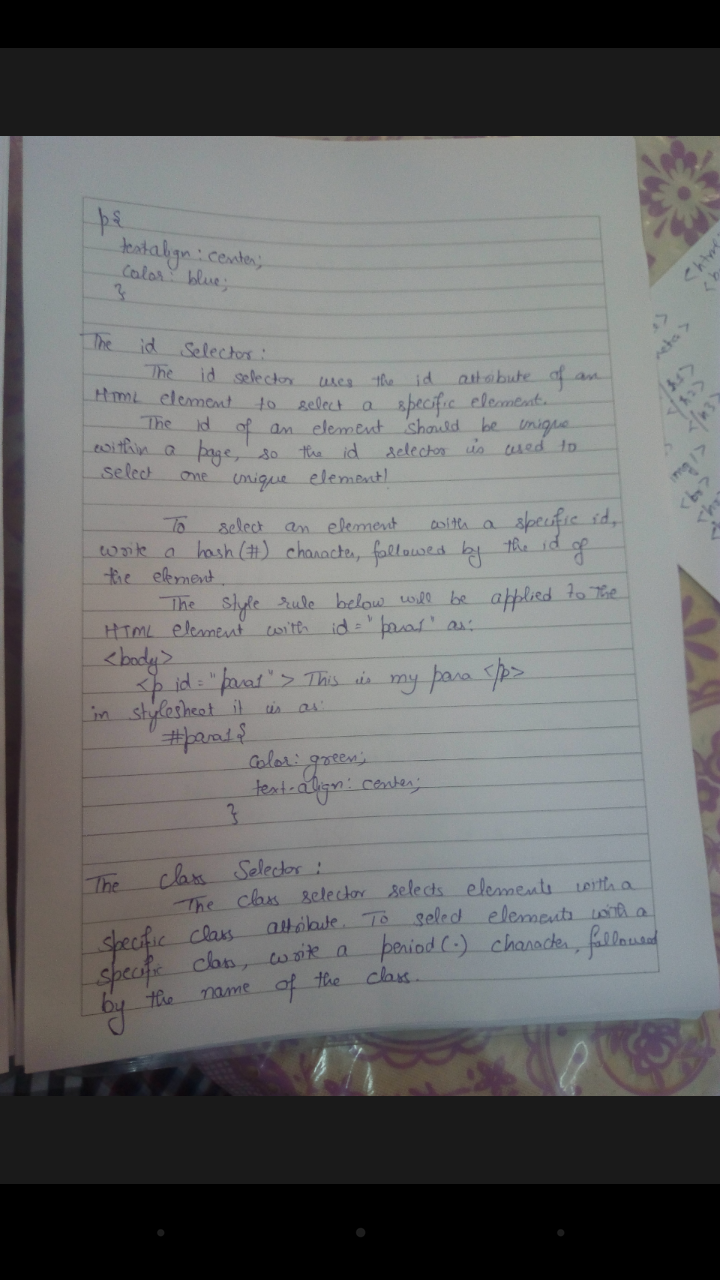 p{
textalign: center;
color: blue;
}
The id Selector:
The id selector uses the id attribute of an
HTML element to select a specific element.
The id of an element should be unique
within a page, so the id selector is used to
select one unique element!
To select an element with a specific id,
write a hash (#) character, followed by the id of
the element.
The style rule below will be applied to the
HTML element with id="para1" as:
<body>
<p id="para1"> This is my para </p>
in stylesheet it is as:
#para1{
color: green;
text-align: center;
}
The Class Selector:
The class selector selects elements with a
specific class attribute. To select elements with a
specific class, write a period (.) character, followed
by the name of the class.
<html
</h2>
</h3>
img/>
<br>